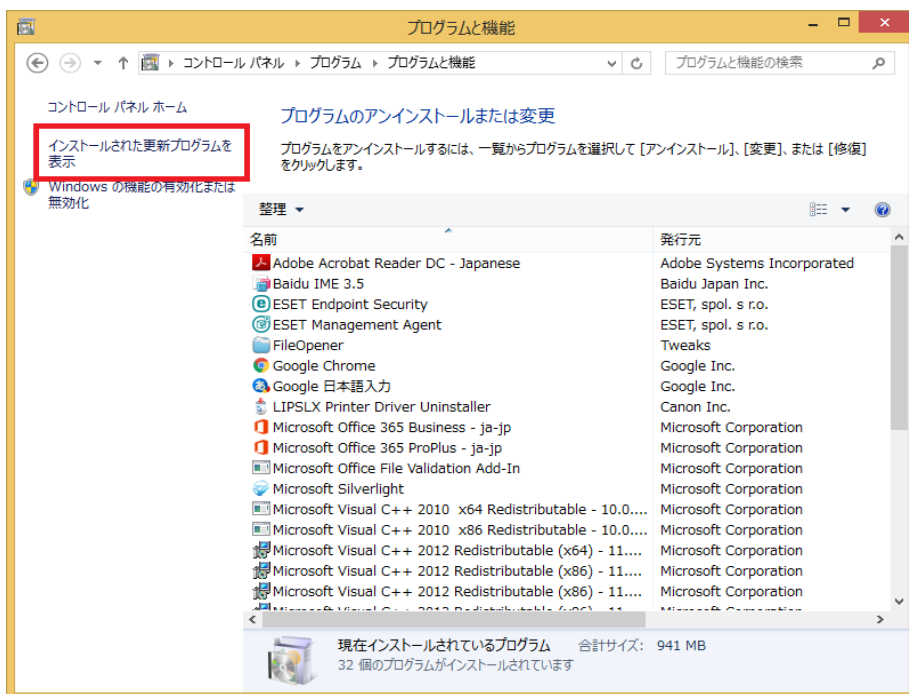 プログラムと機能
コントロール パネル ▸ プログラム ▸ プログラムと機能
プログラムと機能の検索
コントロール パネル ホーム
インストールされた更新プログラムを
表示
Windows の機能の有効化または
無効化
プログラムのアンインストールまたは変更
プログラムをアンインストールするには、一覧からプログラムを選択して [アンインストール]、[変更]、または [修復]
をクリックします。
整理
名前 発行元
Adobe Acrobat Reader DC - Japanese Adobe Systems Incorporated
Baidu IME 3.5 Baidu Japan Inc.
ESET Endpoint Security ESET, spol. s r.o.
ESET Management Agent ESET, spol. s r.o.
FileOpener Tweaks
Google Chrome Google Inc.
Google 日本語入力 Google Inc.
LIPSLX Printer Driver Uninstaller Canon Inc.
Microsoft Office 365 Business - ja-jp Microsoft Corporation
Microsoft Office 365 ProPlus - ja-jp Microsoft Corporation
Microsoft Office File Validation Add-In Microsoft Corporation
Microsoft Silverlight Microsoft Corporation
Microsoft Visual C++ 2010 x64 Redistributable - 10.0.... Microsoft Corporation
Microsoft Visual C++ 2010 x86 Redistributable - 10.0.... Microsoft Corporation
Microsoft Visual C++ 2012 Redistributable (x64) - 11.... Microsoft Corporation
Microsoft Visual C++ 2012 Redistributable (x86) - 11.... Microsoft Corporation
Microsoft Visual C++ 2012 Redistributable (x86) - 11.... Microsoft Corporation
現在インストールされているプログラム 合計サイズ: 941 MB
32 個のプログラムがインストールされています